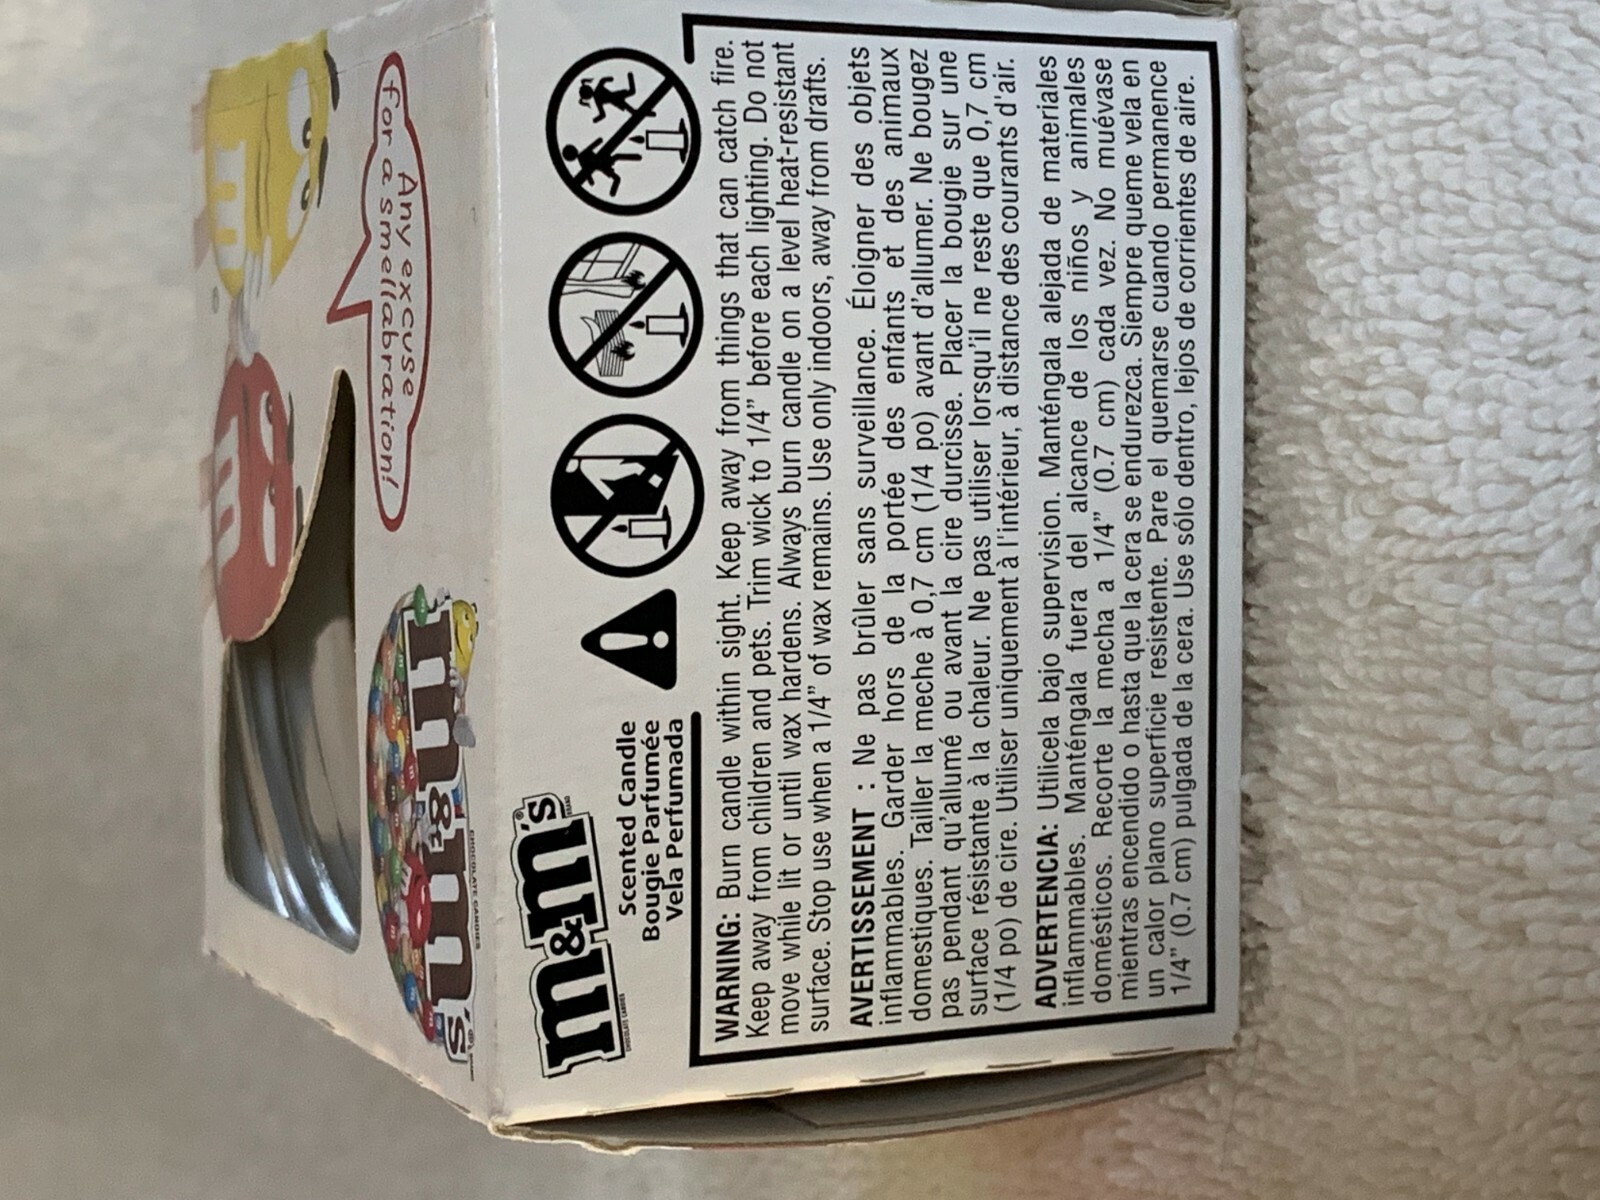 Any excuse
for a smellabration!
m&m's
CHOCOLATE CANDIES
m&m's
CHOCOLATE CANDIES
BRAND
Scented Candle
Bougie Parfumée
Vela Perfumada
WARNING: Burn candle within sight. Keep away from things that can catch fire.
Keep away from children and pets. Trim wick to 1/4” before each lighting. Do not
move while lit or until wax hardens. Always burn candle on a level heat-resistant
surface. Stop use when a 1/4” of wax remains. Use only indoors, away from drafts.
AVERTISSEMENT : Ne pas brûler sans surveillance. Éloigner des objets
inflammables. Garder hors de la portée des enfants et des animaux
domestiques. Tailler la meche à 0,7 cm (1/4 po) avant d'allumer. Ne bougez
pas pendant qu'allumé ou avant la cire durcisse. Placer la bougie sur une
surface résistante à la chaleur. Ne pas utiliser lorsqu'il ne reste que 0,7 cm
(1/4 po) de cire. Utiliser uniquement à l'intérieur, à distance des courants d'air.
ADVERTENCIA: Utilicela bajo supervision. Manténgala alejada de materiales
inflammables. Manténgala fuera del alcance de los niños y animales
domésticos. Recorte la mecha a 1/4” (0.7 cm) cada vez. No muévase
mientras encendido o hasta que la cera se endurezca. Siempre queme vela en
un calor plano superficie resistente. Pare el quemarse cuando permanence
1/4” (0.7 cm) pulgada de la cera. Use sólo dentro, lejos de corrientes de aire.